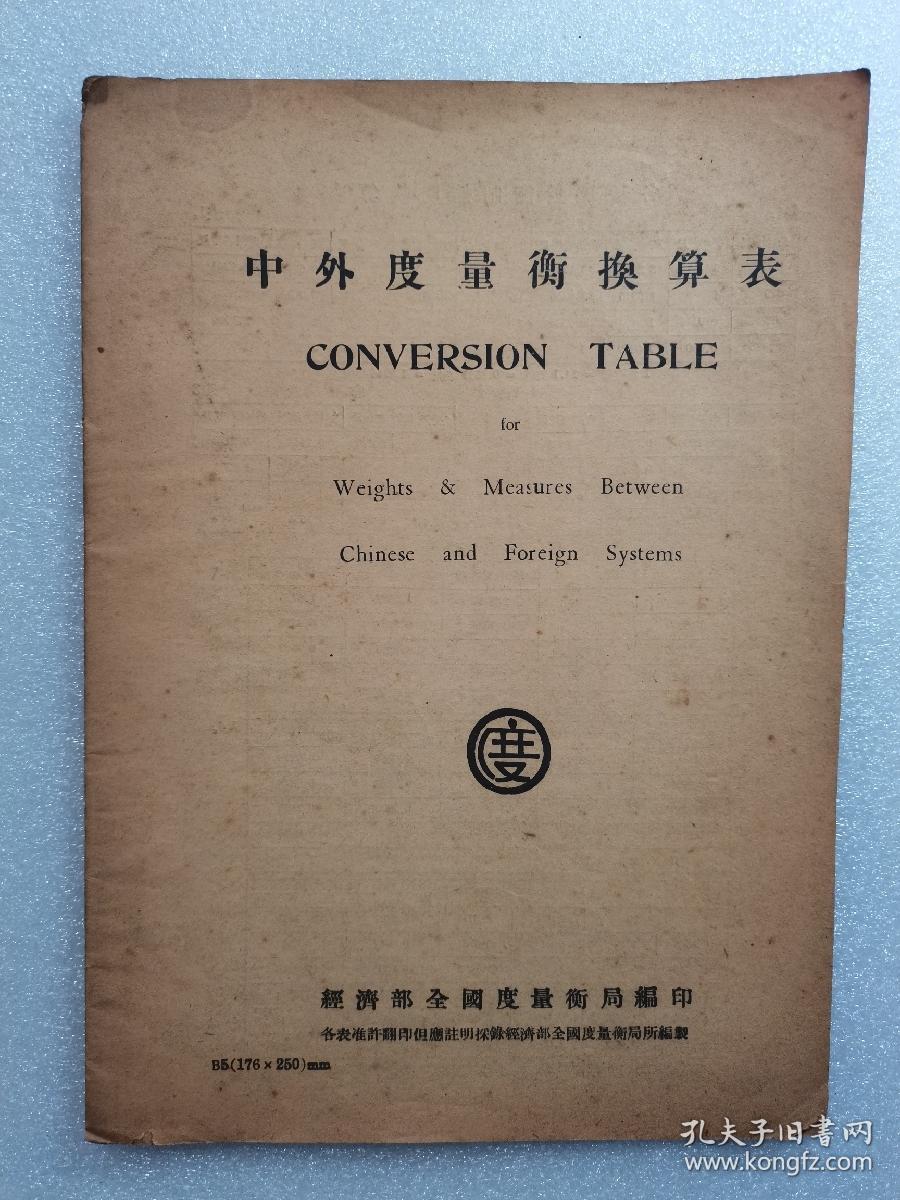 中外度量衡換算表
CONVERSION TABLE
for
Weights & Measures Between
Chinese and Foreign Systems
度
經濟部全國度量衡局編印
各表准許翻印但應註明採錄經濟部全國度量衡局所編製
B5(176×250)mm
孔夫子旧書网
www.kongfz.com